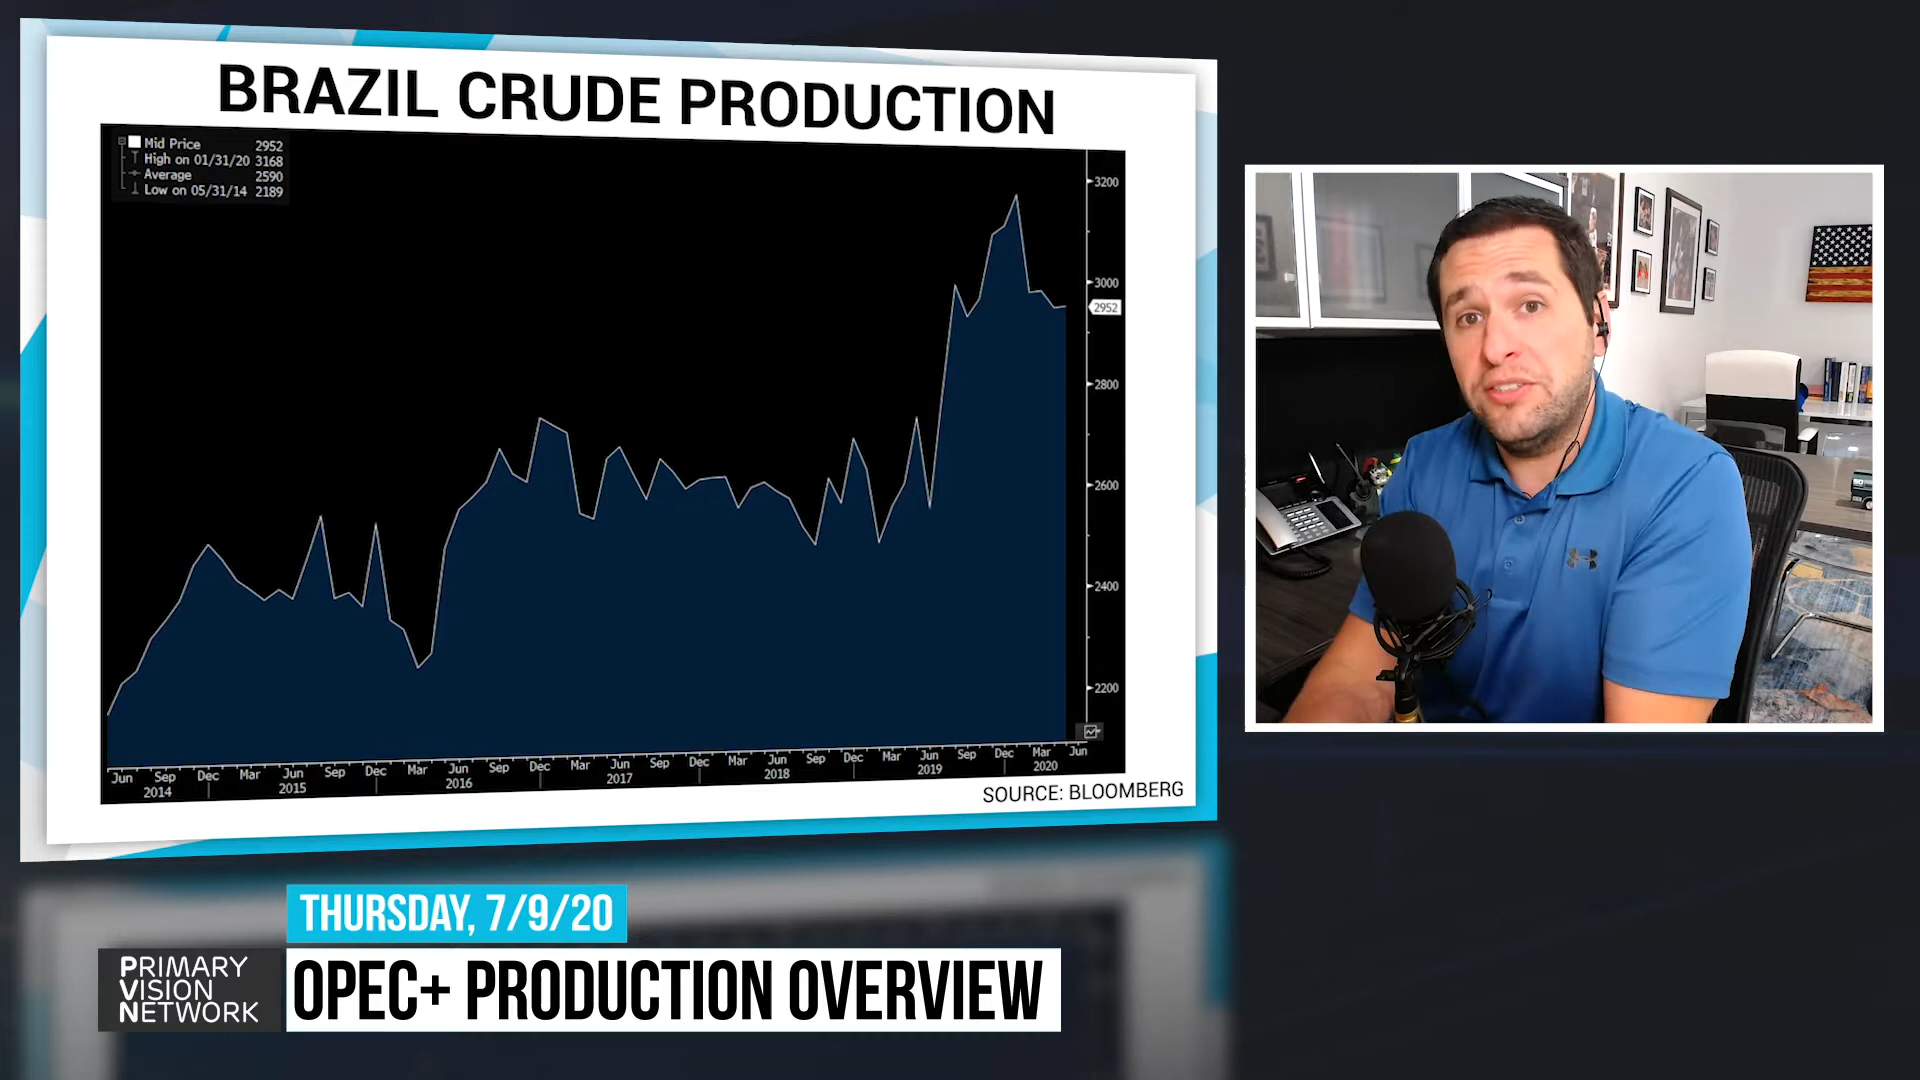 BRAZIL CRUDE PRODUCTION
Mid Price 2952
High on 01/31/20 3168
Average 2590
Low on 05/31/14 2189
3200
3000
2952
2800
2600
2400
2200
Jun Sep Dec Mar Jun Sep Dec Mar Jun Sep Dec Mar Jun Sep Dec Mar Jun Sep Dec Mar Jun Sep Dec Mar Jun
2014 2015 2016 2017 2018 2019 2020
SOURCE: BLOOMBERG
THURSDAY, 7/9/20
PRIMARY
VISION
NETWORK
OPEC+ PRODUCTION OVERVIEW